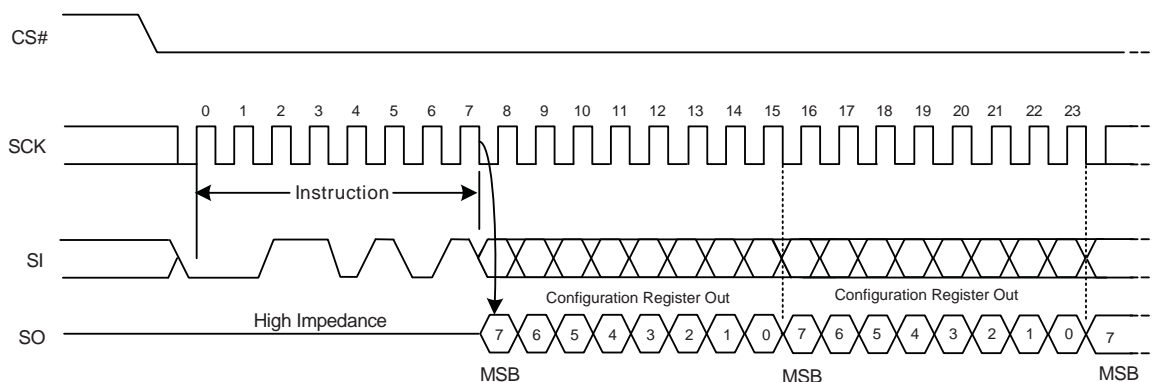 CS#
0 1 2 3 4 5 6 7 8 9 10 11 12 13 14 15 16 17 18 19 20 21 22 23
SCK
Instruction
SI
Configuration Register Out Configuration Register Out
High Impedance
SO 7 6 5 4 3 2 1 0 7 6 5 4 3 2 1 0 7
MSB MSB MSB